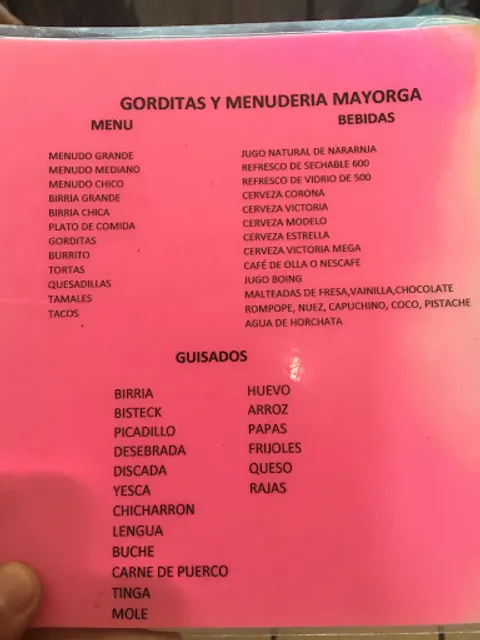 GORDITAS Y MENUDERIA MAYORGA
MENU
MENUDO GRANDE
MENUDO MEDIANO
MENUDO CHICO
BIRRIA GRANDE
BIRRIA CHICA
PLATO DE COMIDA
GORDITAS
BURRITO
TORTAS
QUESADILLAS
TAMALES
TACOS
BEBIDAS
JUGO NATURAL DE NARARNJA
REFRESCO DE SECHABLE 600
REFRESCO DE VIDRIO DE 500
CERVEZA CORONA
CERVEZA VICTORIA
CERVEZA MODELO
CERVEZA ESTRELLA
CERVEZA VICTORIA MEGA
CAFÉ DE OLLA O NESCAFE
JUGO BOING
MALTEADAS DE FRESA,VAINILLA,CHOCOLATE
ROMPOPE, NUEZ, CAPUCHINO, COCO, PISTACHE
AGUA DE HORCHATA
GUISADOS
BIRRIA
BISTECK
PICADILLO
DESEBRADA
DISCADA
YESCA
CHICHARRON
LENGUA
BUCHE
CARNE DE PUERCO
TINGA
MOLE
HUEVO
ARROZ
PAPAS
FRIJOLES
QUESO
RAJAS